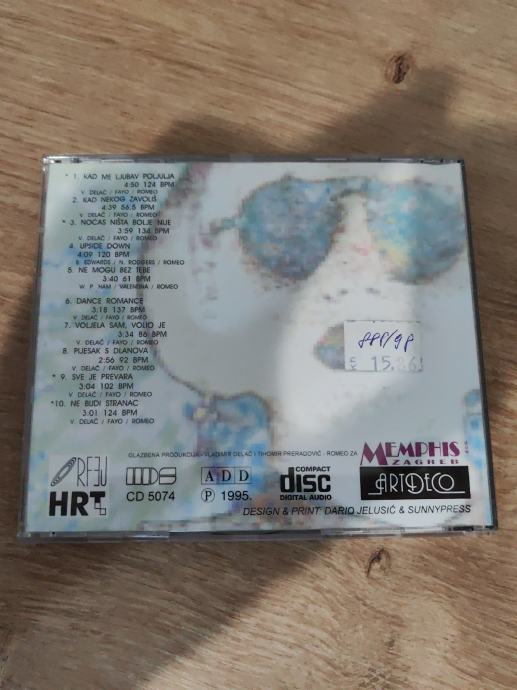 * 1. KAD ME LJUBAV POLJULJA
4:50 124 BPM
V. DELAČ / FAYO / ROMEO
2. KAD NEKOG ZAVOLIŠ
4:39 56,5 BPM
V. DELAČ / FAYO / ROMEO
* 3. NOĆAS NIŠTA BOLJE NIJE
3:59 134 BPM
V. DELAČ / FAYO / ROMEO
4. UPSIDE DOWN
4:09 120 BPM
B. EDWARDS / N. RODGERS / ROMEO
5. NE MOGU BEZ TEBE
3:40 61 BPM
W. P. NAM / VALENTINA / ROMEO
6. DANCE ROMANCE
3:18 137 BPM
V. DELAČ / FAYO / ROMEO
7. VOLJELA SAM, VOLIO JE
3:34 86 BPM
V. DELAČ / FAYO / ROMEO
8. PIJESAK S DLANOVA
2:56 92 BPM
V. DELAČ / FAYO / ROMEO
* 9. SVE JE PREVARA
3:04 102 BPM
V. DELAČ / FAYO / ROMEO
*10. NE BUDI STRANAC
3:01 124 BPM
V. DELAČ / FAYO / ROMEO
GLAZBENA PRODUKCIJA - VLADIMIR DELAČ I TIHOMIR PRERADOVIĆ - ROMEO ZA
MEMPHIS
ZAGREB
ORFEJ
HRT
CD 5074
ADD
Ⓟ 1995.
COMPACT
disc
DIGITAL AUDIO
ARTDECO
DESIGN & PRINT: DARIO JELUSIĆ & SUNNYPRESS